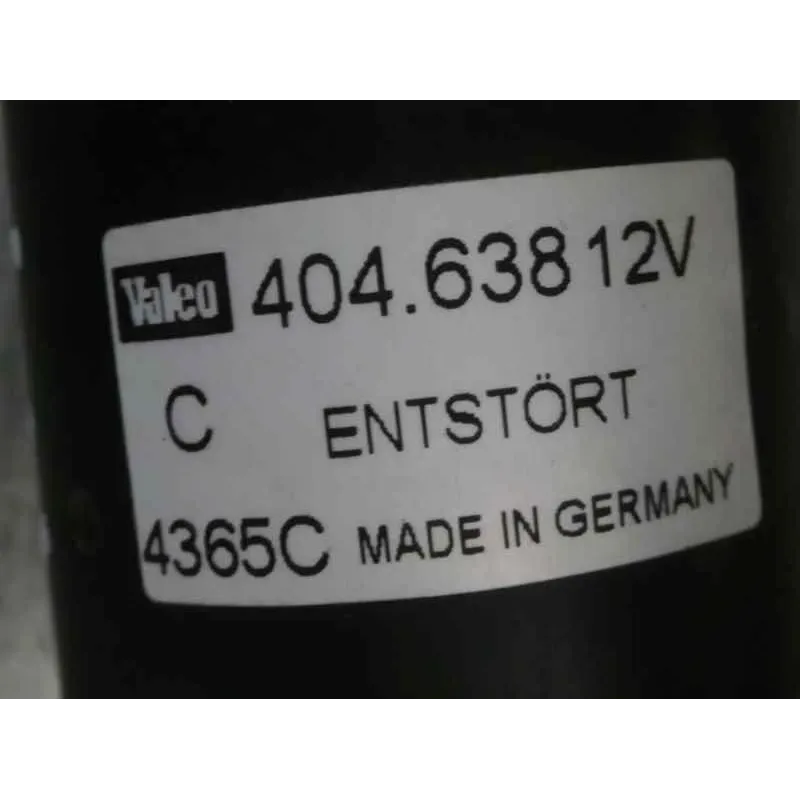 Valeo 404.638 12V
C ENTSTÖRT
4365C MADE IN GERMANY